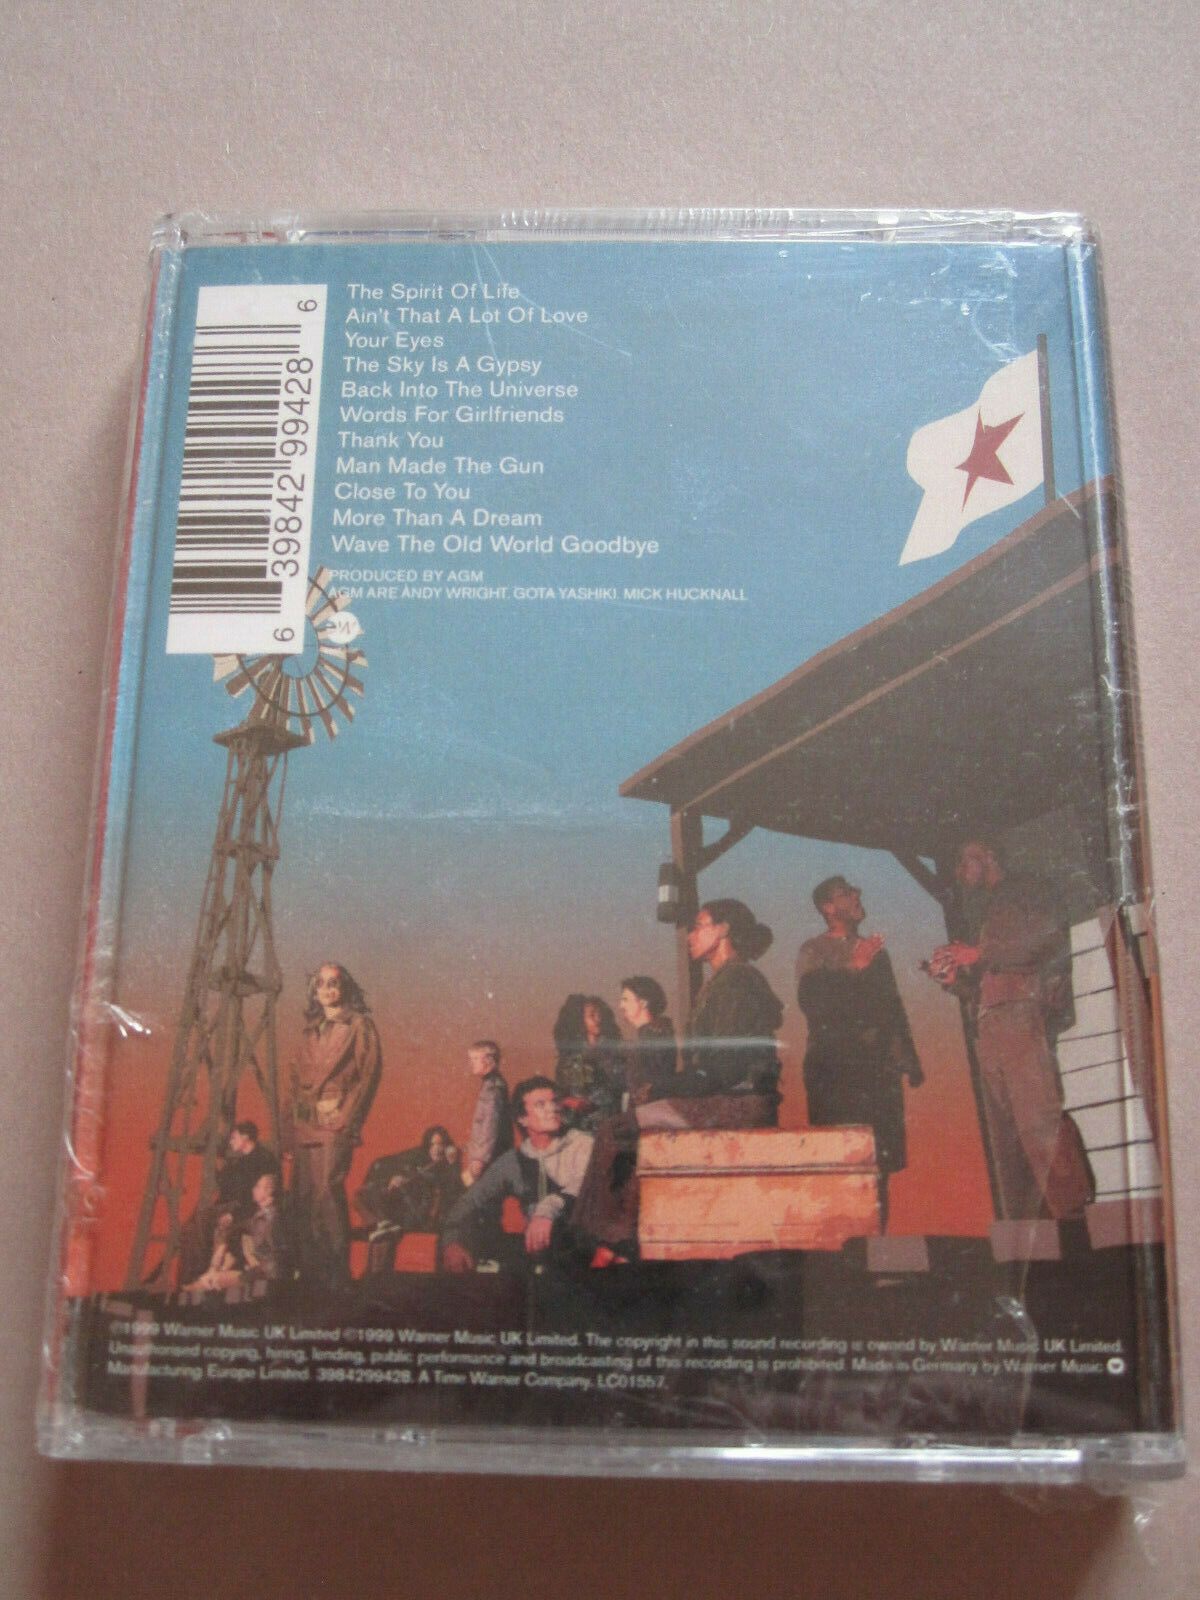 The Spirit Of Life
Ain't That A Lot Of Love
Your Eyes
The Sky Is A Gypsy
Back Into The Universe
Words For Girlfriends
Thank You
Man Made The Gun
Close To You
More Than A Dream
Wave The Old World Goodbye
PRODUCED BY AGM
AGM ARE ANDY WRIGHT. GOTA YASHIKI. MICK HUCKNALL
6 39842 99428 6
℗1999 Warner Music UK Limited ©1999 Warner Music UK Limited. The copyright in this sound recording is owned by Warner Music UK Limited.
Unauthorised copying, hiring, lending, public performance and broadcasting of this recording is prohibited. Made in Germany by Warner Music
Manufacturing Europe Limited. 3984299428. A Time Warner Company. LC01557.